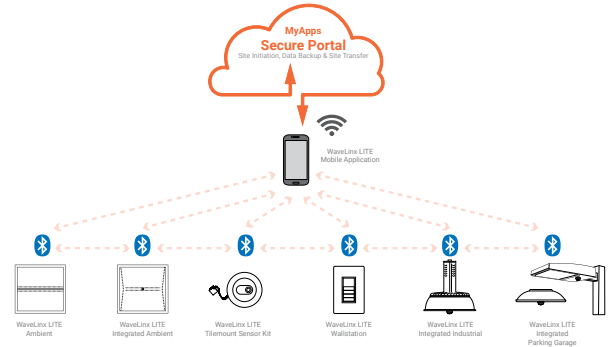 MyApps
Secure Portal
Site Initiation, Data Backup & Site Transfer
WaveLinx LITE
Mobile Application
WaveLinx LITE
Ambient
WaveLinx LITE
Integrated Ambient
WaveLinx LITE
Tilemount Sensor Kit
WaveLinx LITE
Wallstation
WaveLinx LITE
Integrated Industrial
WaveLinx LITE
Integrated
Parking Garage